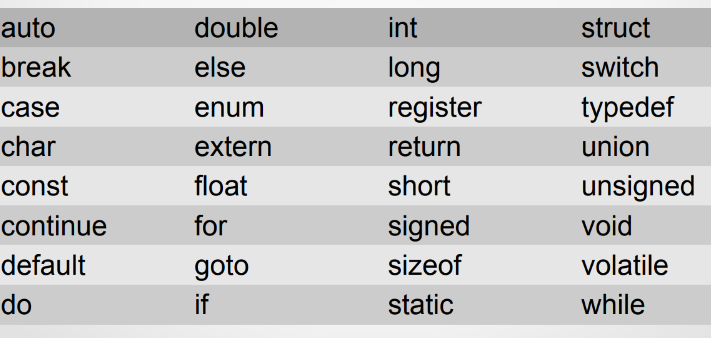 auto double int struct
break else long switch
case enum register typedef
char extern return union
const float short unsigned
continue for signed void
default goto sizeof volatile
do if static while